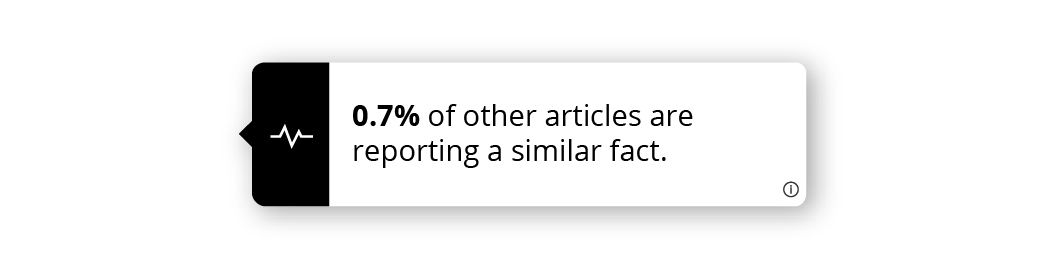 0.7% of other articles are
reporting a similar fact.